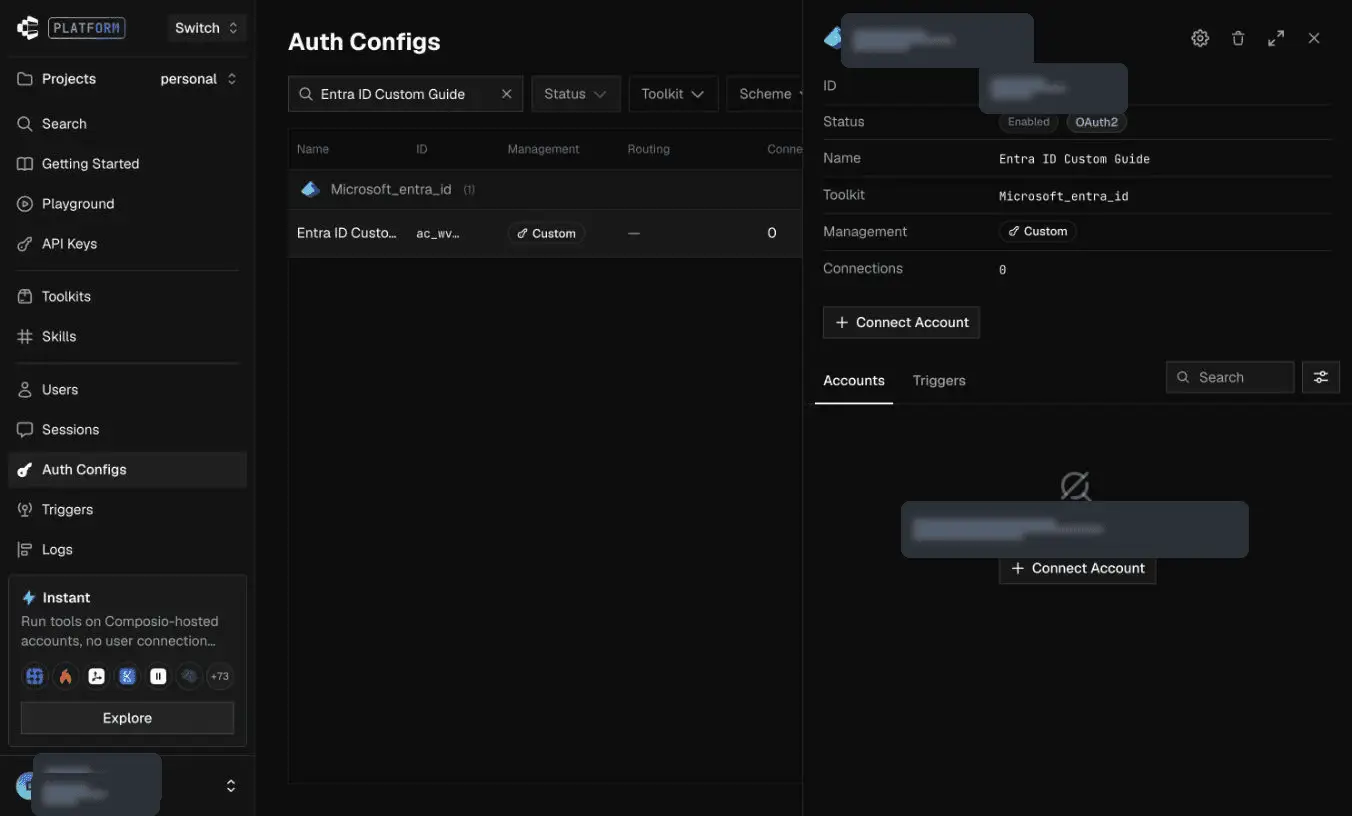 PLATFORM
Switch
Projects
personal
Search
Getting Started
Playground
API Keys
Toolkits
Skills
Users
Sessions
Auth Configs
Triggers
Logs
Instant
Run tools on Composio-hosted
accounts, no user connection...
+73
Explore
Auth Configs
Entra ID Custom Guide
Status
Toolkit
Scheme
Name ID Management Routing Conne
Microsoft_entra_id (1)
Entra ID Custo... ac_wv... Custom — 0
ID
Status Enabled OAuth2
Name Entra ID Custom Guide
Toolkit Microsoft_entra_id
Management Custom
Connections 0
+ Connect Account
Accounts
Triggers
Search
+ Connect Account